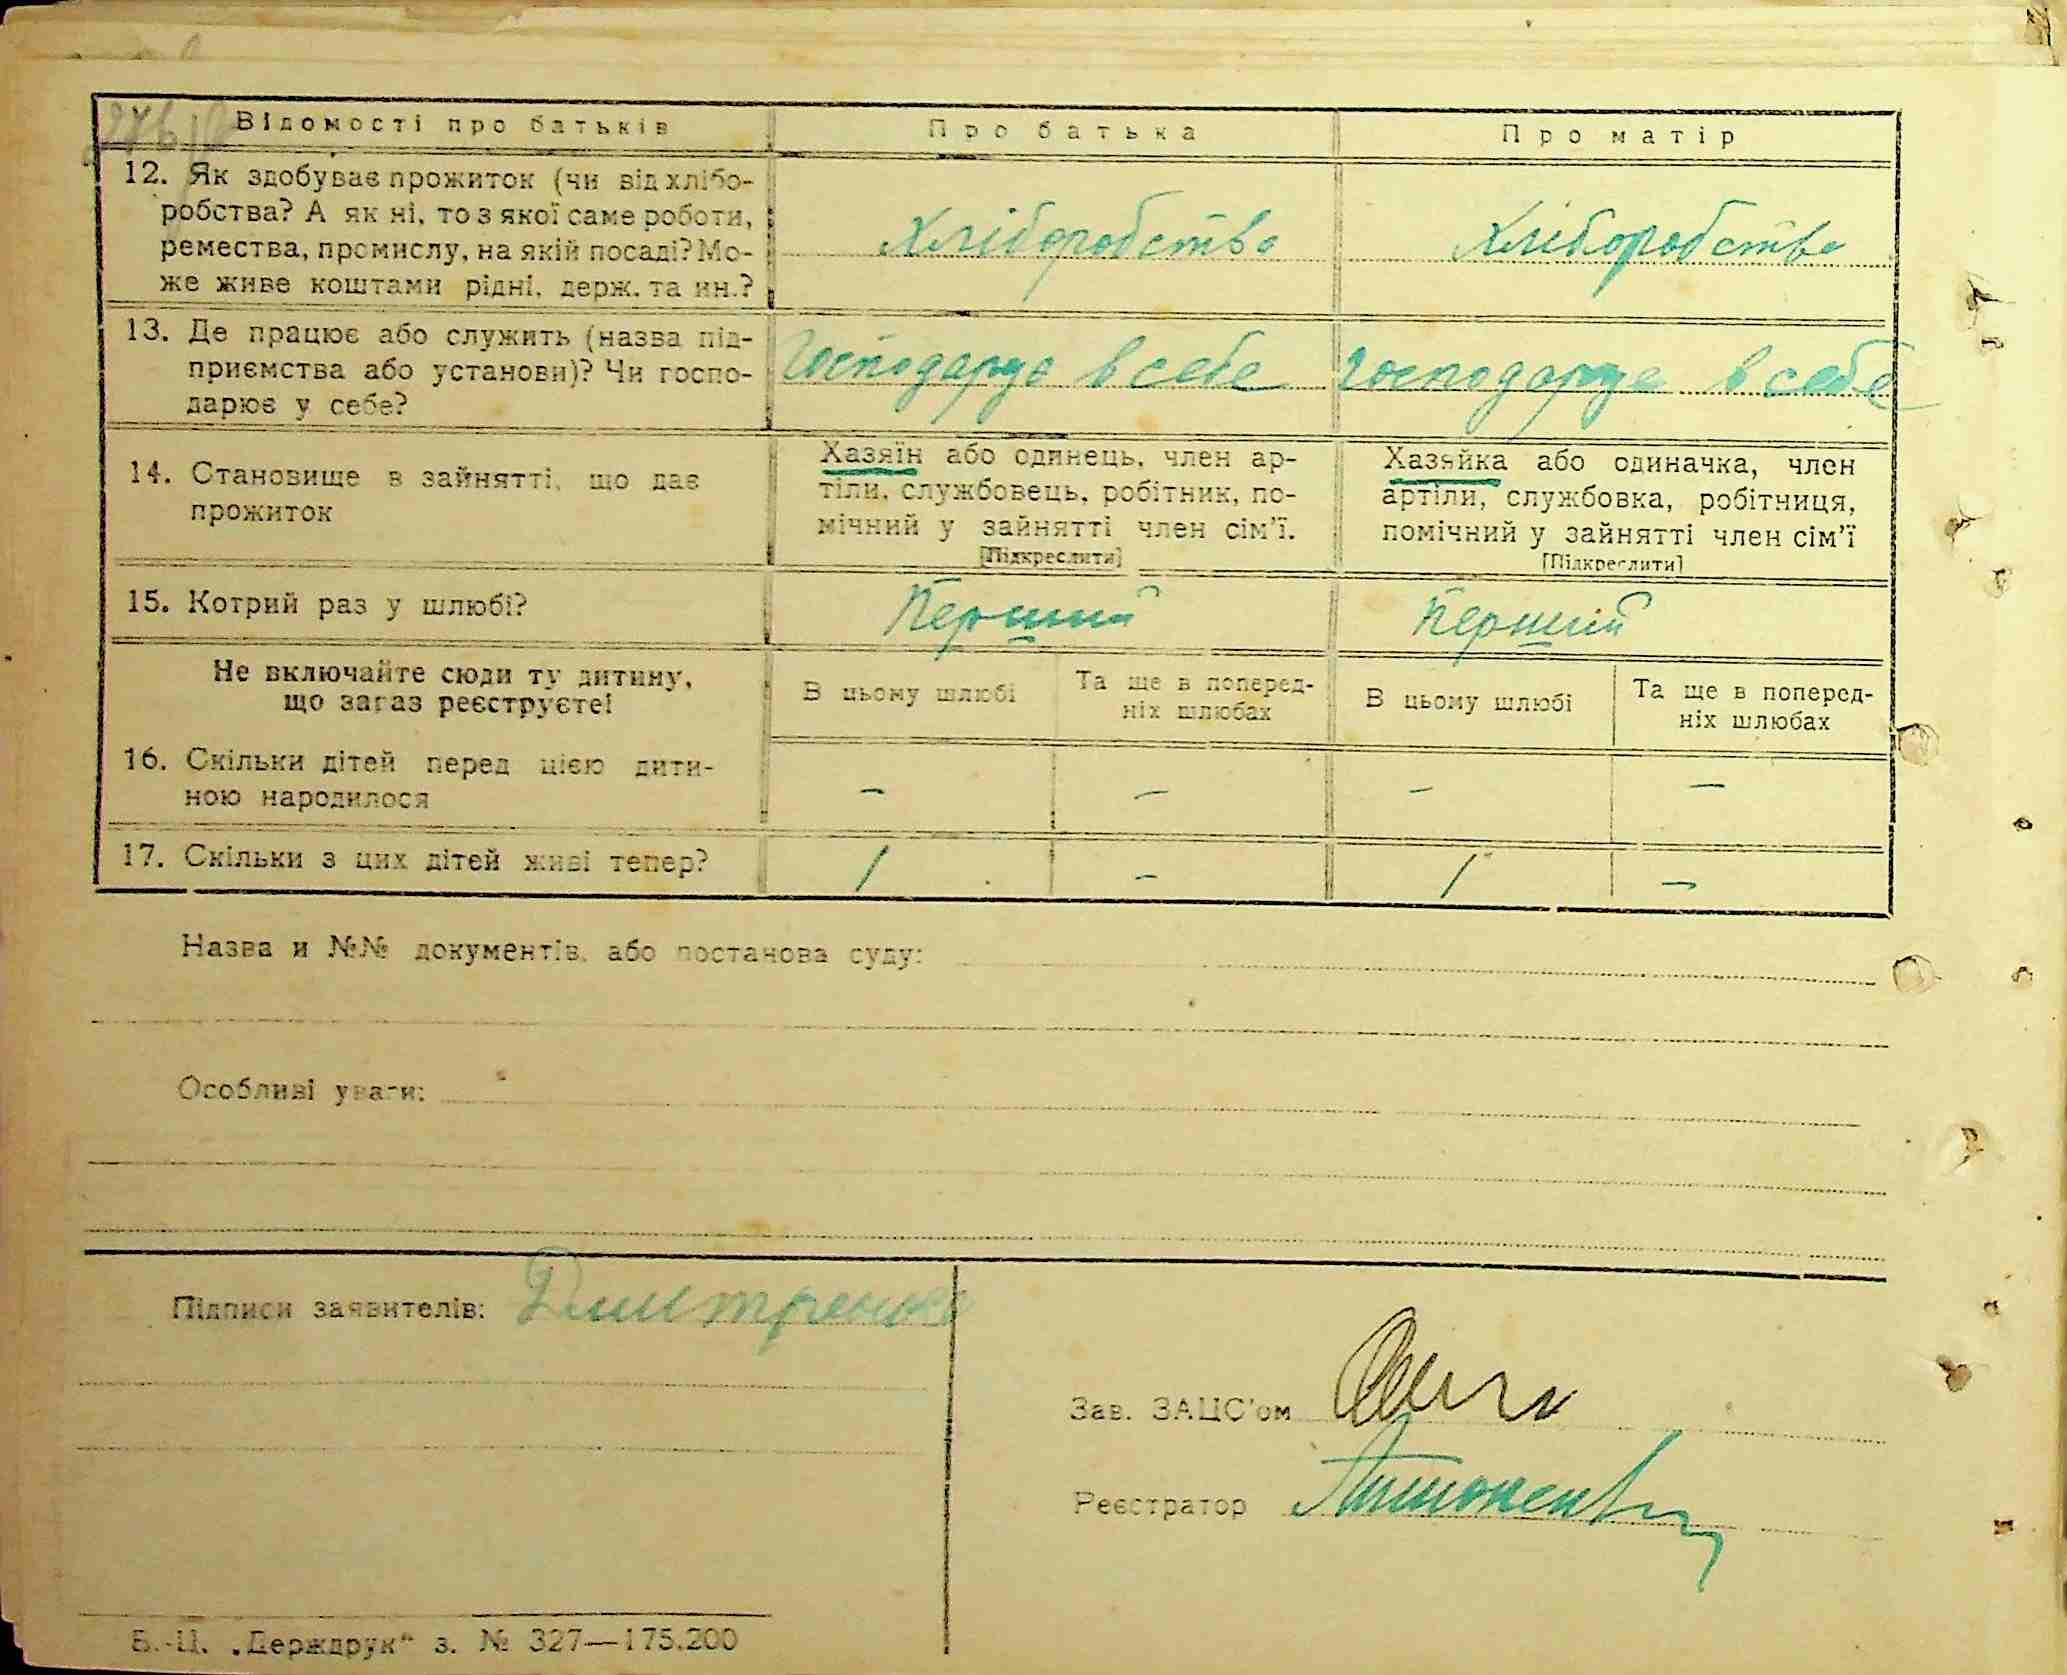 Відомості про батьків Про батька Про матір
12. Як здобуває прожиток (чи від хлібо-
робства? А як ні, то з якої саме роботи,
ремества, промислу, на якій посаді? Мо-
же живе коштами рідні, держ. та ин.?
Хліборобство Хліборобство
13. Де працює або служить (назва під-
приємства або установи)? Чи госпо-
дарює у себе?
Господарує в себе Господарує в себе
14. Становище в зайнятті, що дає
прожиток
Хазяїн або одинець, член ар-
тіли, службовець, робітник, по-
мічний у зайнятті член сім'ї.
[Підкреслити]
Хазяйка або одиначка, член
артіли, службовка, робітниця,
помічний у зайнятті член сім'ї
[Підкреслити]
15. Котрий раз у шлюбі? Перший Перший
Не включайте сюди ту дитину,
що зараз реєструєте!
В цьому шлюбі
Та ще в поперед-
ніх шлюбах
В цьому шлюбі
Та ще в поперед-
ніх шлюбах
16. Скільки дітей перед цією дити-
ною народилося
– – – –
17. Скільки з цих дітей живі тепер? 1 – 1 –
Назва и №№ документів, або постанова суду:
Особливі уваги:
Підписи заявителів: Дмитренко
Зав. ЗАЦС'ом
Реєстратор
Б.-Ц. „Держдрук“ з. № 327—175.200